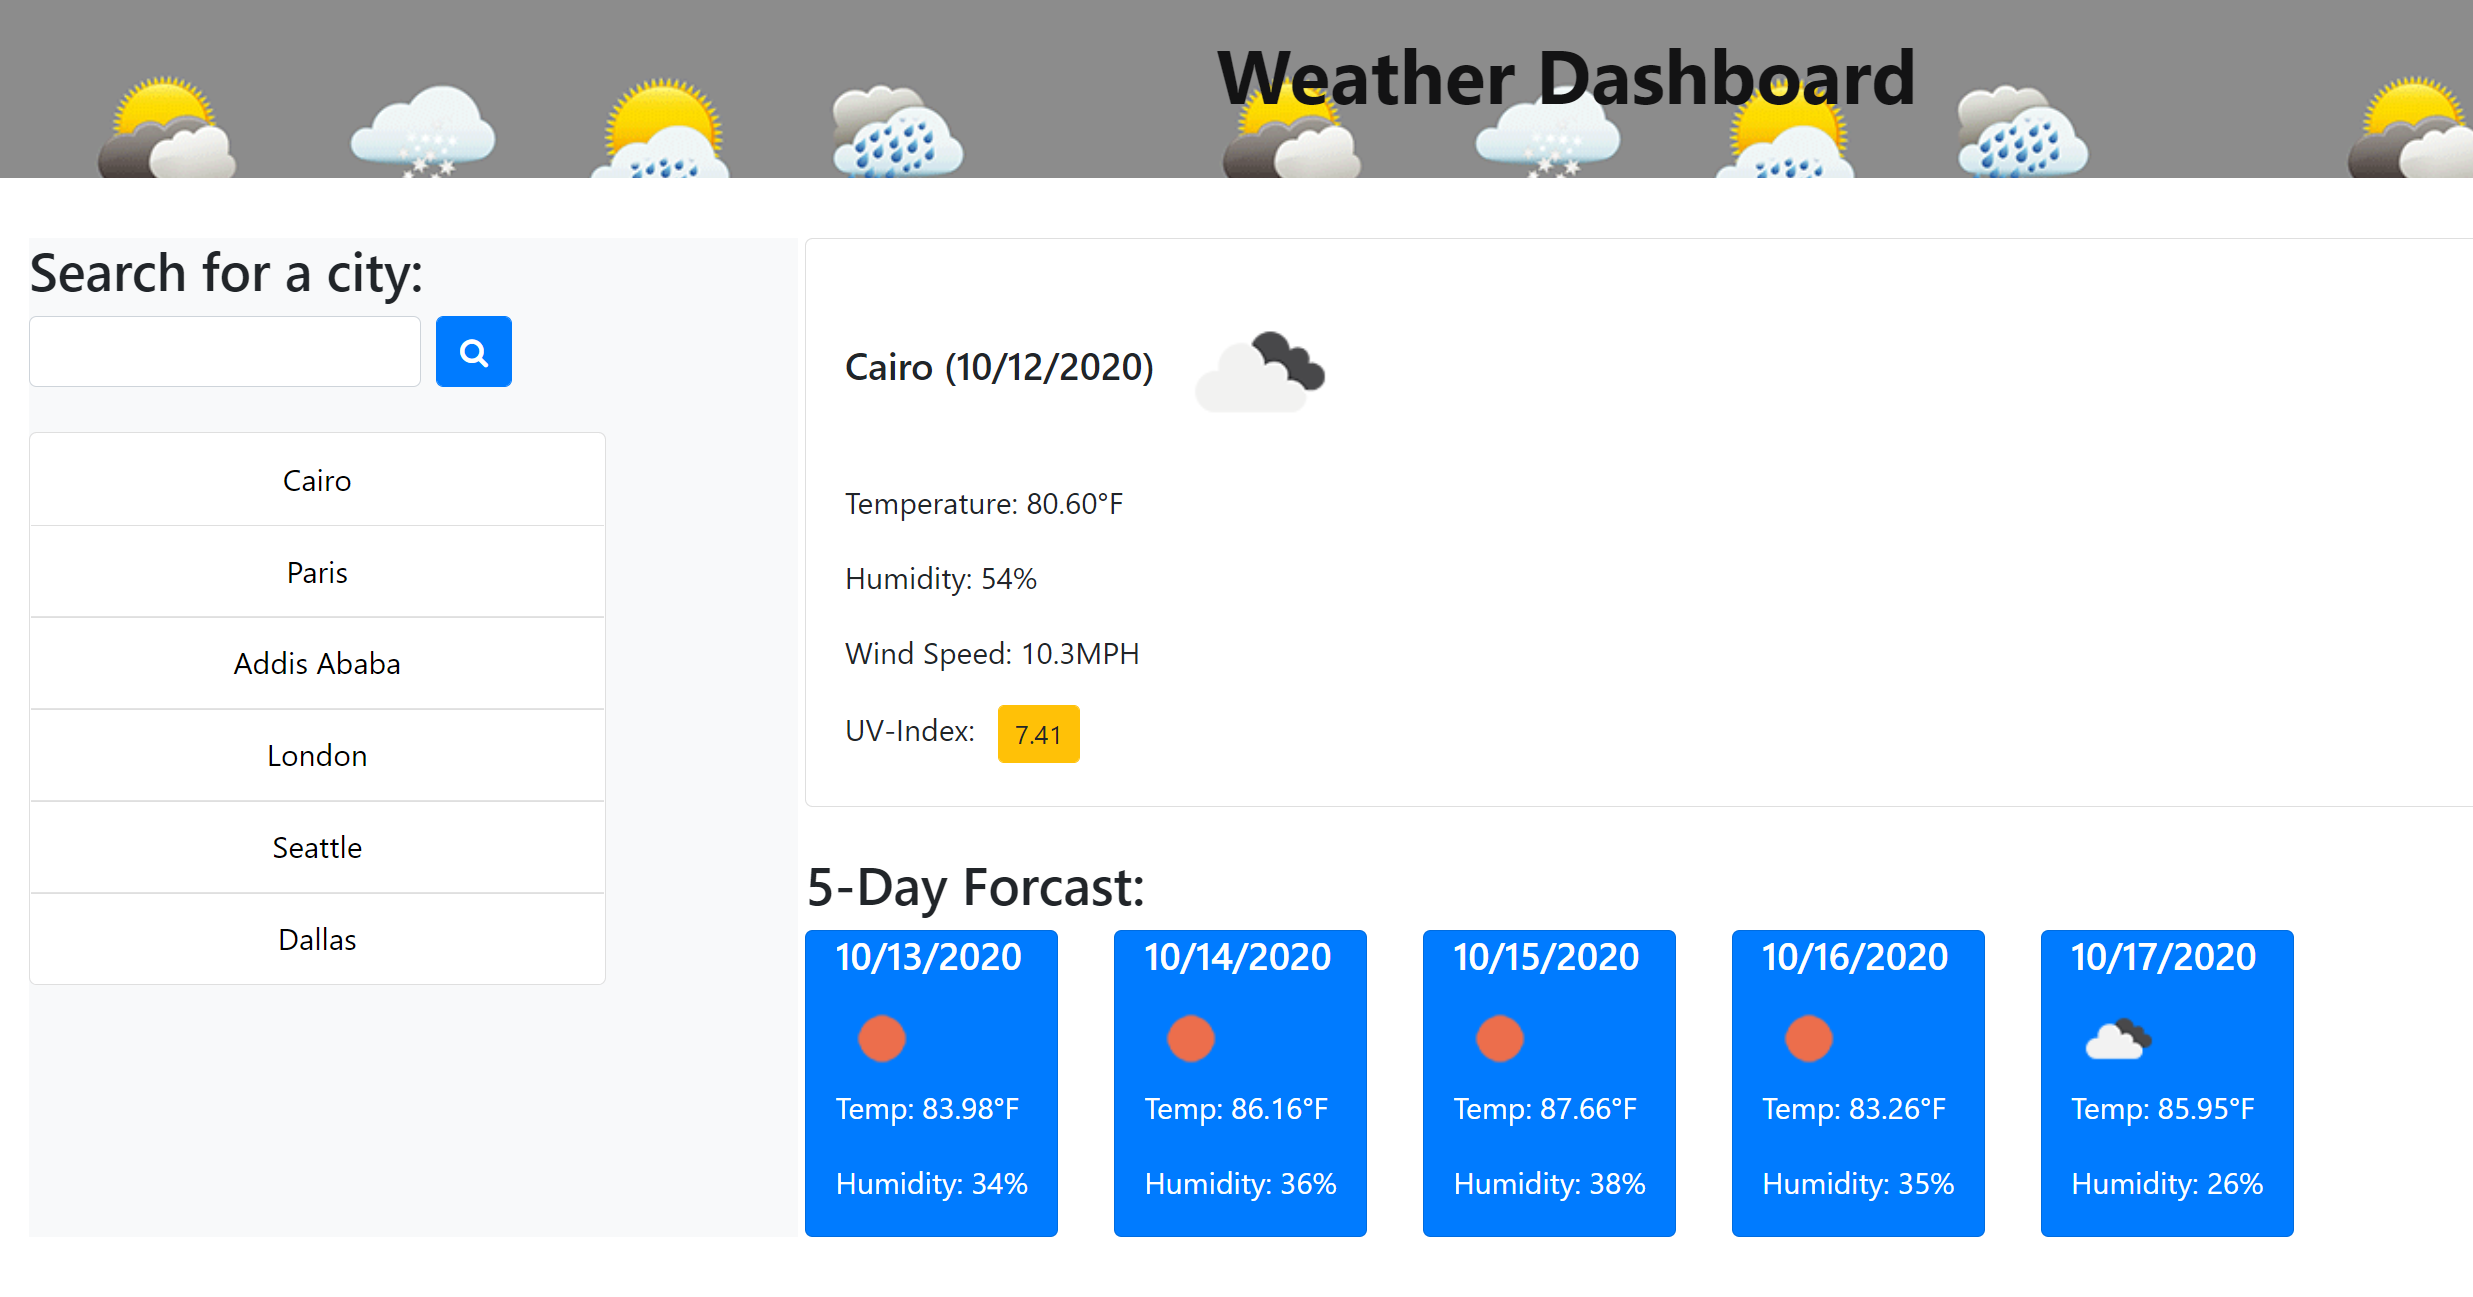 Weather Dashboard
Search for a city:
Cairo
Paris
Addis Ababa
London
Seattle
Dallas
Cairo (10/12/2020)
Temperature: 80.60°F
Humidity: 54%
Wind Speed: 10.3MPH
UV-Index: 7.41
5-Day Forcast:
10/13/2020
Temp: 83.98°F
Humidity: 34%
10/14/2020
Temp: 86.16°F
Humidity: 36%
10/15/2020
Temp: 87.66°F
Humidity: 38%
10/16/2020
Temp: 83.26°F
Humidity: 35%
10/17/2020
Temp: 85.95°F
Humidity: 26%